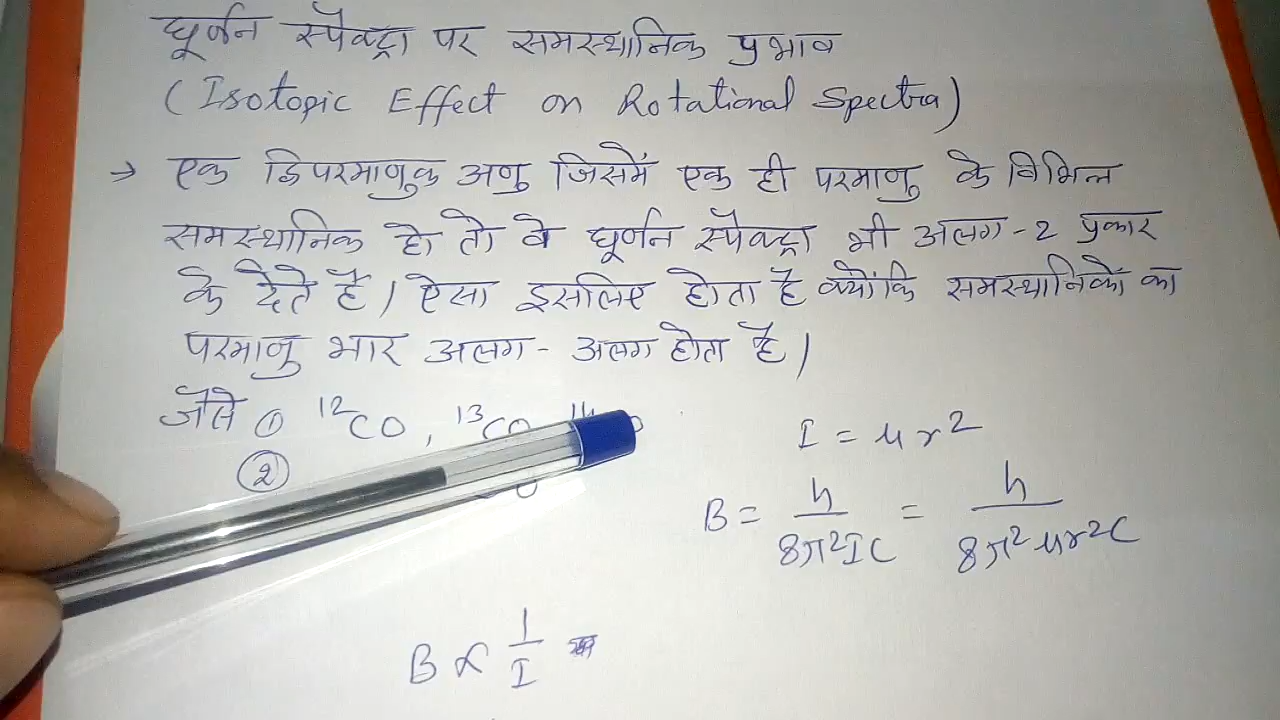 घूर्णन स्पैक्ट्रा पर समस्थानिक प्रभाव
(Isotopic Effect on Rotational Spectra)
→ एक द्विपरमाणुक अणु जिसमें एक ही परमाणु के विभिन्न
समस्थानिक हो तो वे घूर्णन स्पैक्ट्रा भी अलग-2 प्रकार
के देते है। ऐसा इसलिए होता है क्योंकि समस्थानिकों का
परमाणु भार अलग-अलग होता है।
जैसे ① ¹²CO, ¹³CO
②
I = μr²
B = h/8π²IC = h/8π²μr²C
B ∝ 1/I